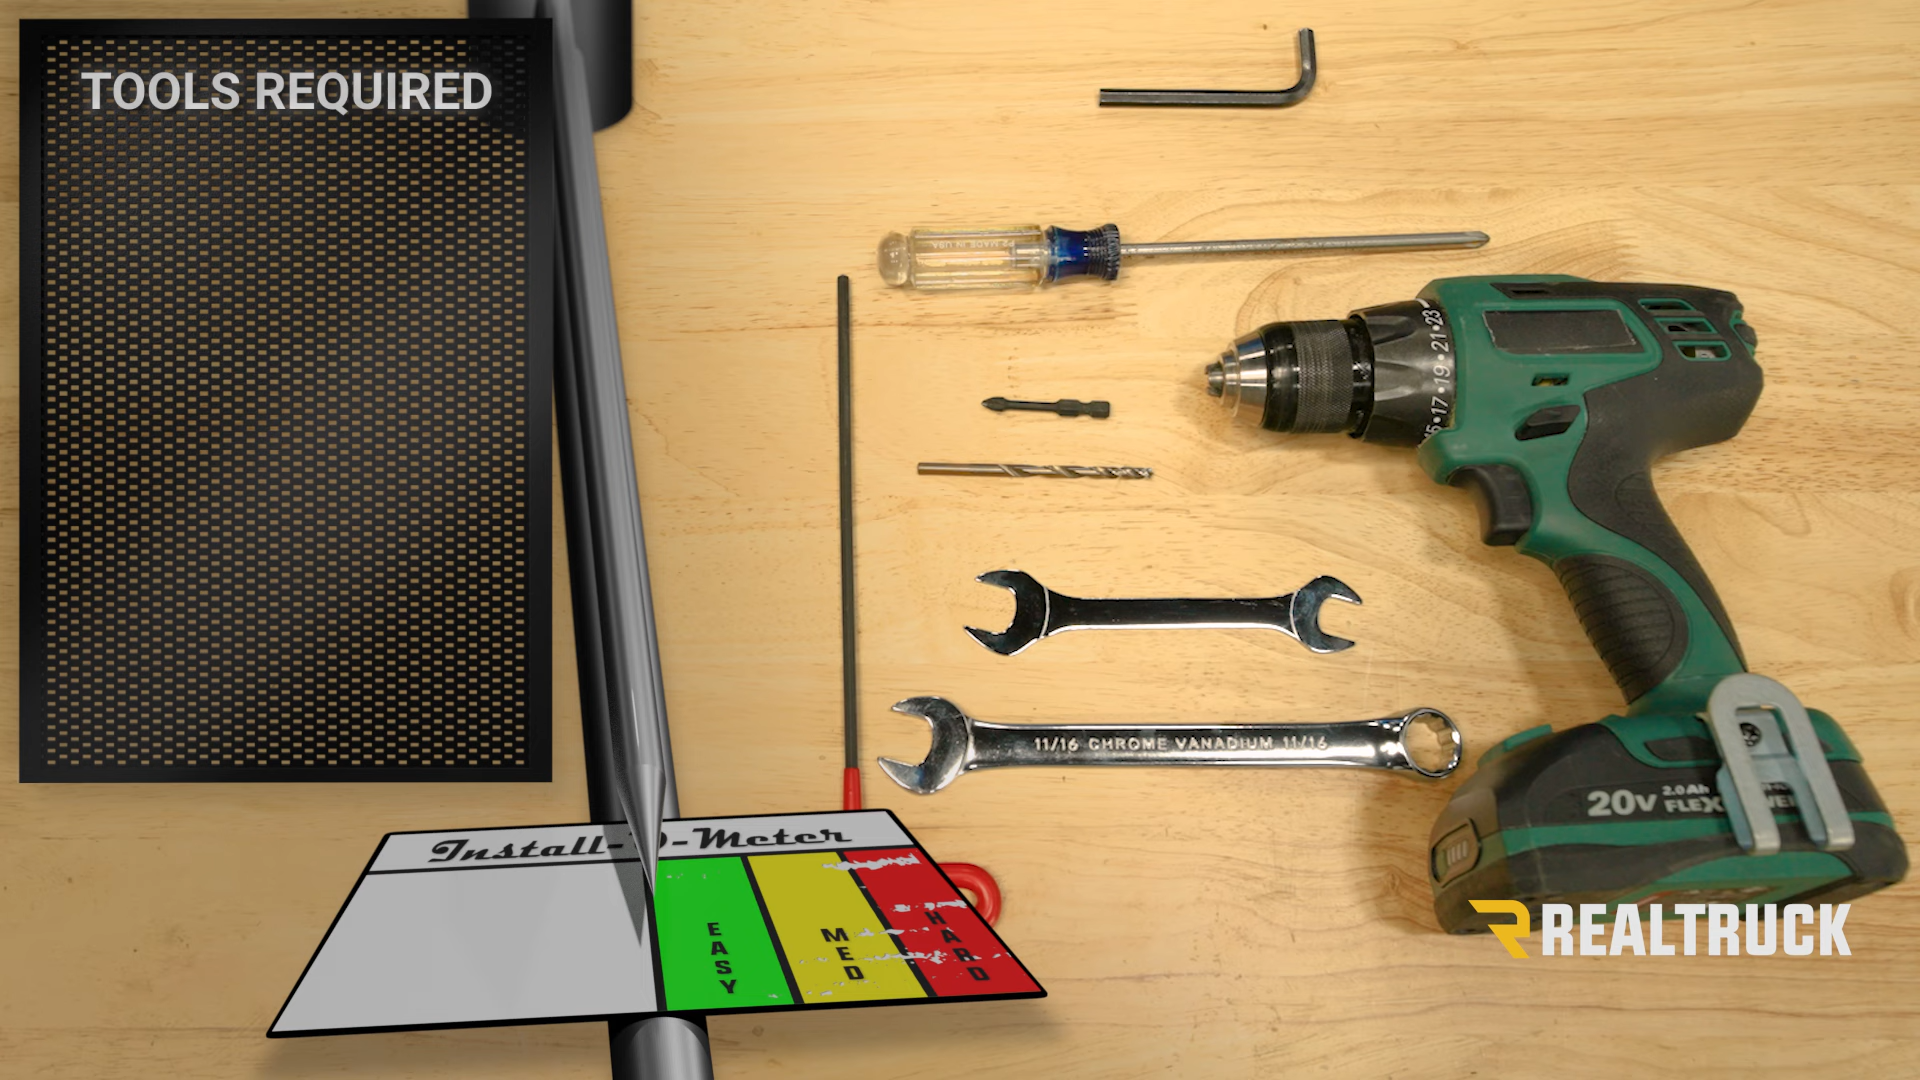 TOOLS REQUIRED
#2 MADE IN USA
23
21
19
17
15
11/16 CHROME VANADIUM 11/16
20V 2.0Ah
Install-O-Meter
EASY
MED
HARD
REALTRUCK